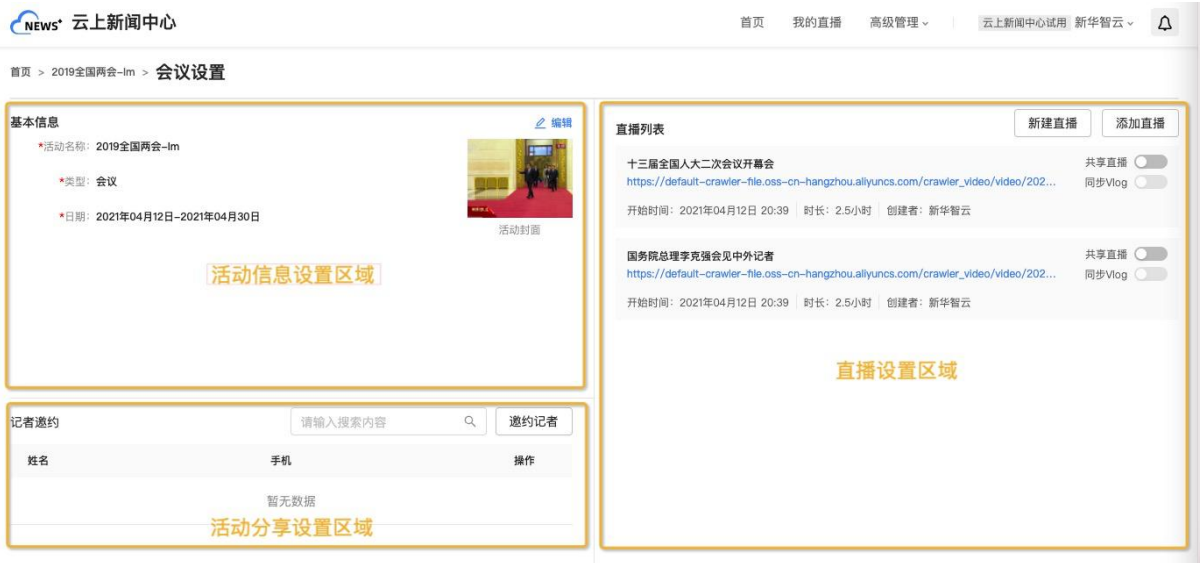 NEWS+ 云上新闻中心
首页 我的直播 高级管理 云上新闻中心试用 新华智云
首页 > 2019全国两会-lm > 会议设置
基本信息
编辑
*活动名称: 2019全国两会-lm
*类型: 会议
*日期: 2021年04月12日-2021年04月30日
活动封面
活动信息设置区域
记者邀约
请输入搜索内容
邀约记者
姓名 手机 操作
暂无数据
活动分享设置区域
直播列表
新建直播 添加直播
十三届全国人大二次会议开幕会
共享直播
https://default-crawler-file.oss-cn-hangzhou.aliyuncs.com/crawler_video/video/202...
同步Vlog
开始时间: 2021年04月12日 20:39 时长: 2.5小时 创建者: 新华智云
国务院总理李克强会见中外记者
共享直播
https://default-crawler-file.oss-cn-hangzhou.aliyuncs.com/crawler_video/video/202...
同步Vlog
开始时间: 2021年04月12日 20:39 时长: 2.5小时 创建者: 新华智云
直播设置区域